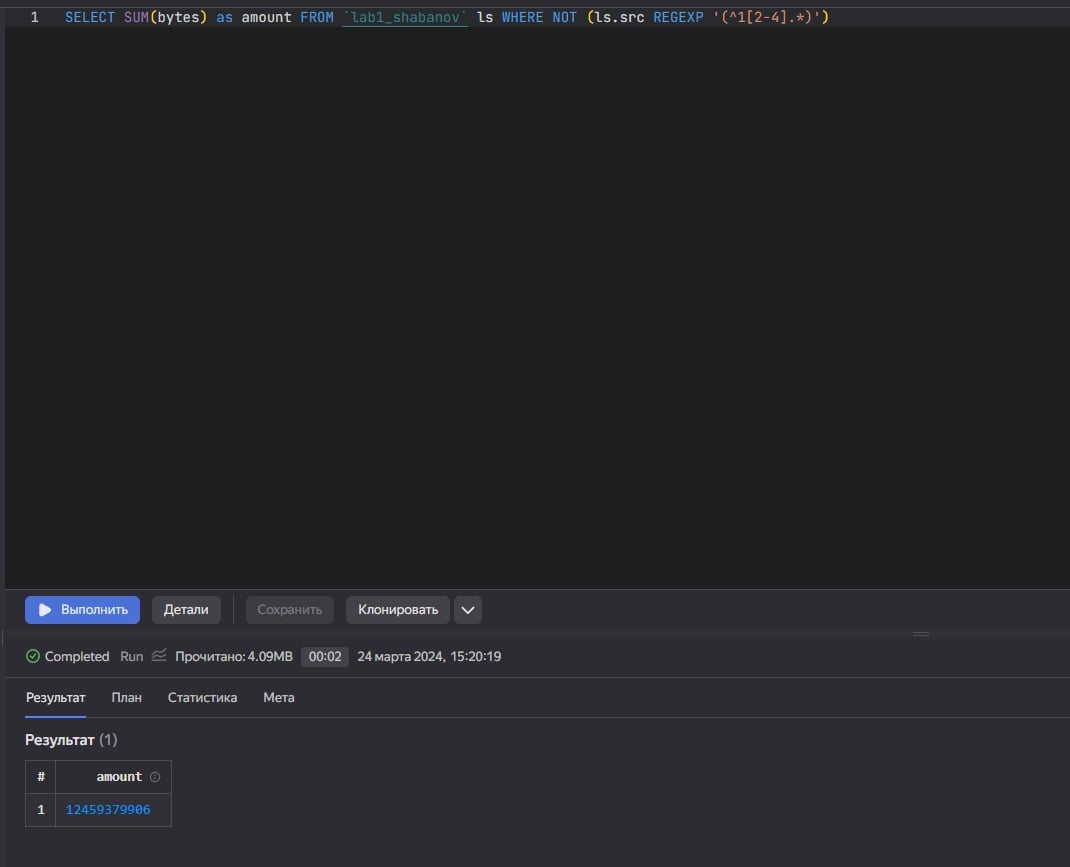 1 SELECT SUM(bytes) as amount FROM `lab1_shabanov` ls WHERE NOT (ls.src REGEXP '(^1[2-4].*)')
Выполнить Детали Сохранить Клонировать
Completed Run Прочитано: 4.09MB 00:02 24 марта 2024, 15:20:19
Результат План Статистика Мета
Результат (1)
# amount
1 12459379906